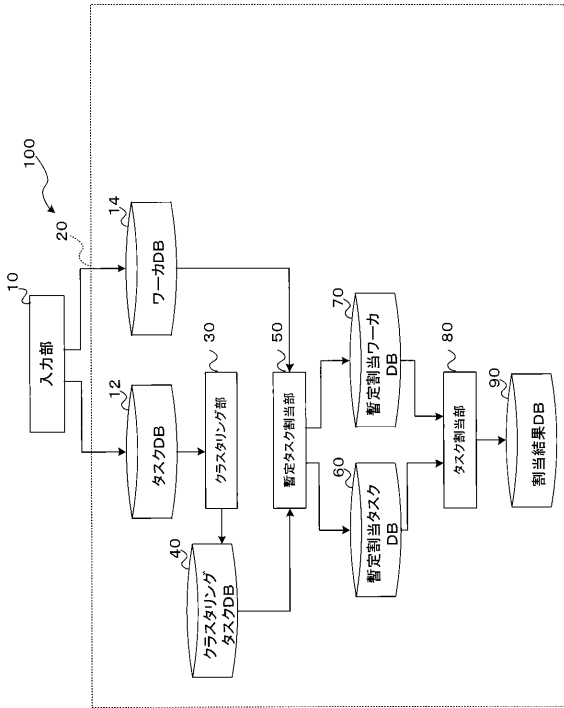 100
10
入力部
20
12
タスクDB
14
ワーカDB
30
クラスタリング部
40
クラスタリング
タスクDB
50
暫定タスク割当部
60
暫定割当タスク
DB
70
暫定割当ワーカ
DB
80
タスク割当部
90
割当結果DB